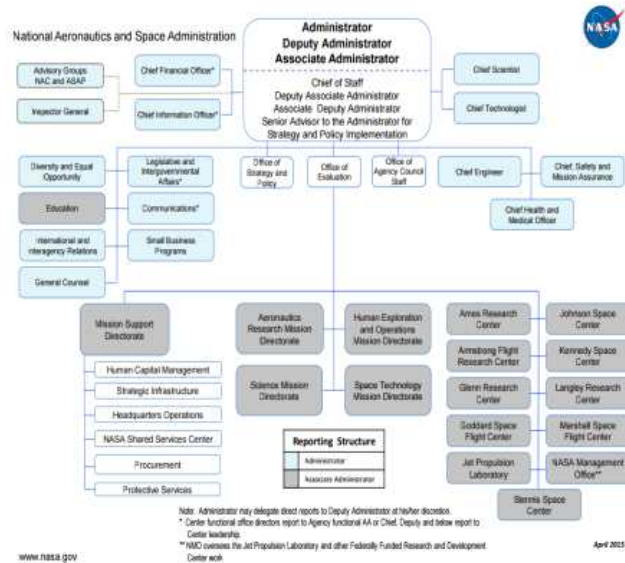 National Aeronautics and Space Administration
Administrator
Deputy Administrator
Associate Administrator
Chief of Staff
Deputy Associate Administrator
Associate Deputy Administrator
Senior Advisor to the Administrator for
Strategy and Policy Implementation
NASA
Advisory Groups
NAC and ASAP
Inspector General
Chief Financial Officer*
Chief Information Officer*
Chief Scientist
Chief Technologist
Diversity and Equal
Opportunity
Legislative and
Intergovernmental
Affairs*
Education
Communications*
International and
Interagency Relations
Small Business
Programs
General Counsel
Office of
Strategy and
Policy
Office of
Evaluation
Office of
Agency Council
Staff
Chief Engineer
Chief, Safety and
Mission Assurance
Chief Health and
Medical Officer
Mission Support
Directorate
Human Capital Management
Strategic Infrastructure
Headquarters Operations
NASA Shared Services Center
Procurement
Protective Services
Aeronautics
Research Mission
Directorate
Human Exploration
and Operations
Mission Directorate
Science Mission
Directorate
Space Technology
Mission Directorate
Ames Research
Center
Johnson Space
Center
Armstrong Flight
Research Center
Kennedy Space
Center
Glenn Research
Center
Langley Research
Center
Goddard Space
Flight Center
Marshall Space
Flight Center
Jet Propulsion
Laboratory
NASA Management
Office**
Stennis Space
Center
Reporting Structure
Administrator
Associate Administrator
Note: Administrator may delegate direct reports to Deputy Administrator at his/her discretion.
* Center functional office directors report to Agency functional AA or Chief. Deputy and below report to
Center leadership.
** NMO oversees the Jet Propulsion Laboratory and other Federally Funded Research and Development
Center work
www.nasa.gov
April 2015